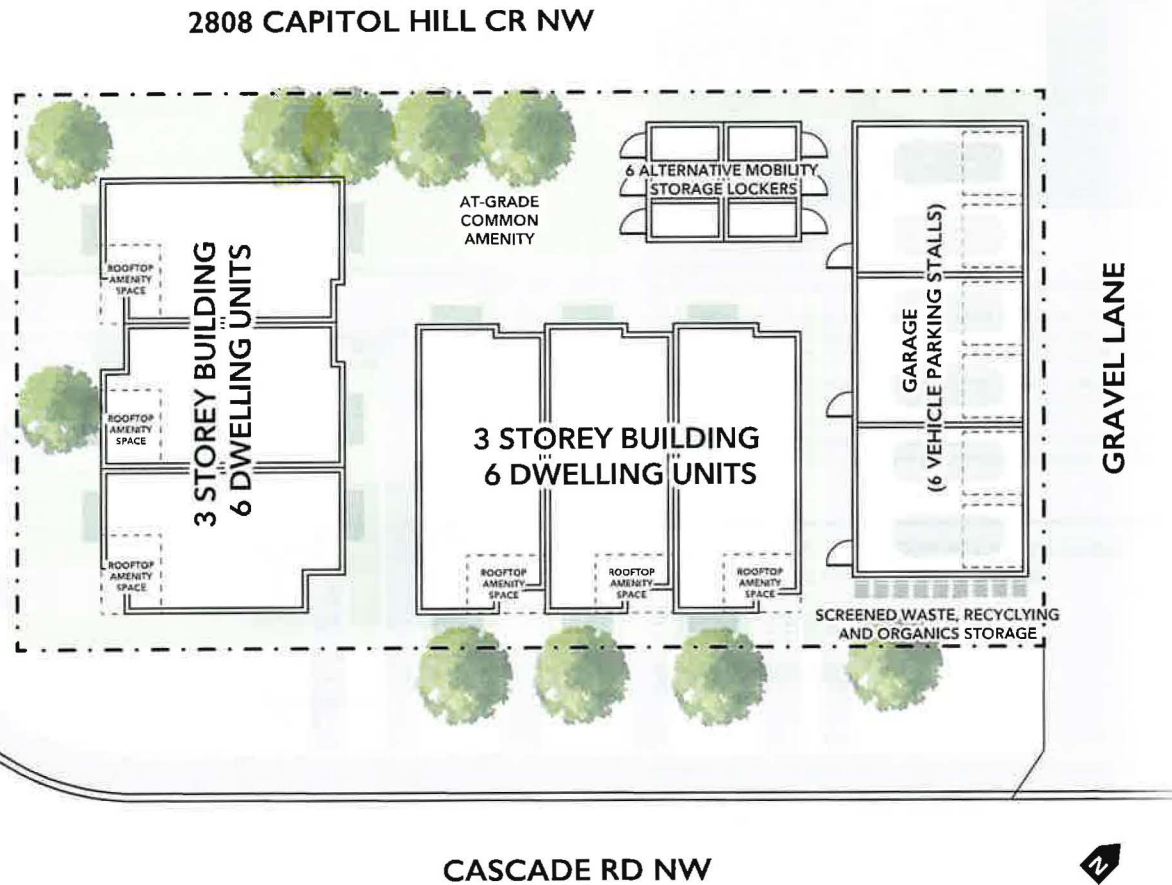 2808 CAPITOL HILL CR NW
6 ALTERNATIVE MOBILITY
STORAGE LOCKERS
AT-GRADE
COMMON
AMENITY
ROOFTOP
AMENITY
SPACE
ROOFTOP
AMENITY
SPACE
ROOFTOP
AMENITY
SPACE
3 STOREY BUILDING
6 DWELLING UNITS
3 STOREY BUILDING
6 DWELLING UNITS
ROOFTOP
AMENITY
SPACE
ROOFTOP
AMENITY
SPACE
ROOFTOP
AMENITY
SPACE
GARAGE
(6 VEHICLE PARKING STALLS)
GRAVEL LANE
SCREENED WASTE, RECYCLYING
AND ORGANICS STORAGE
CASCADE RD NW
N